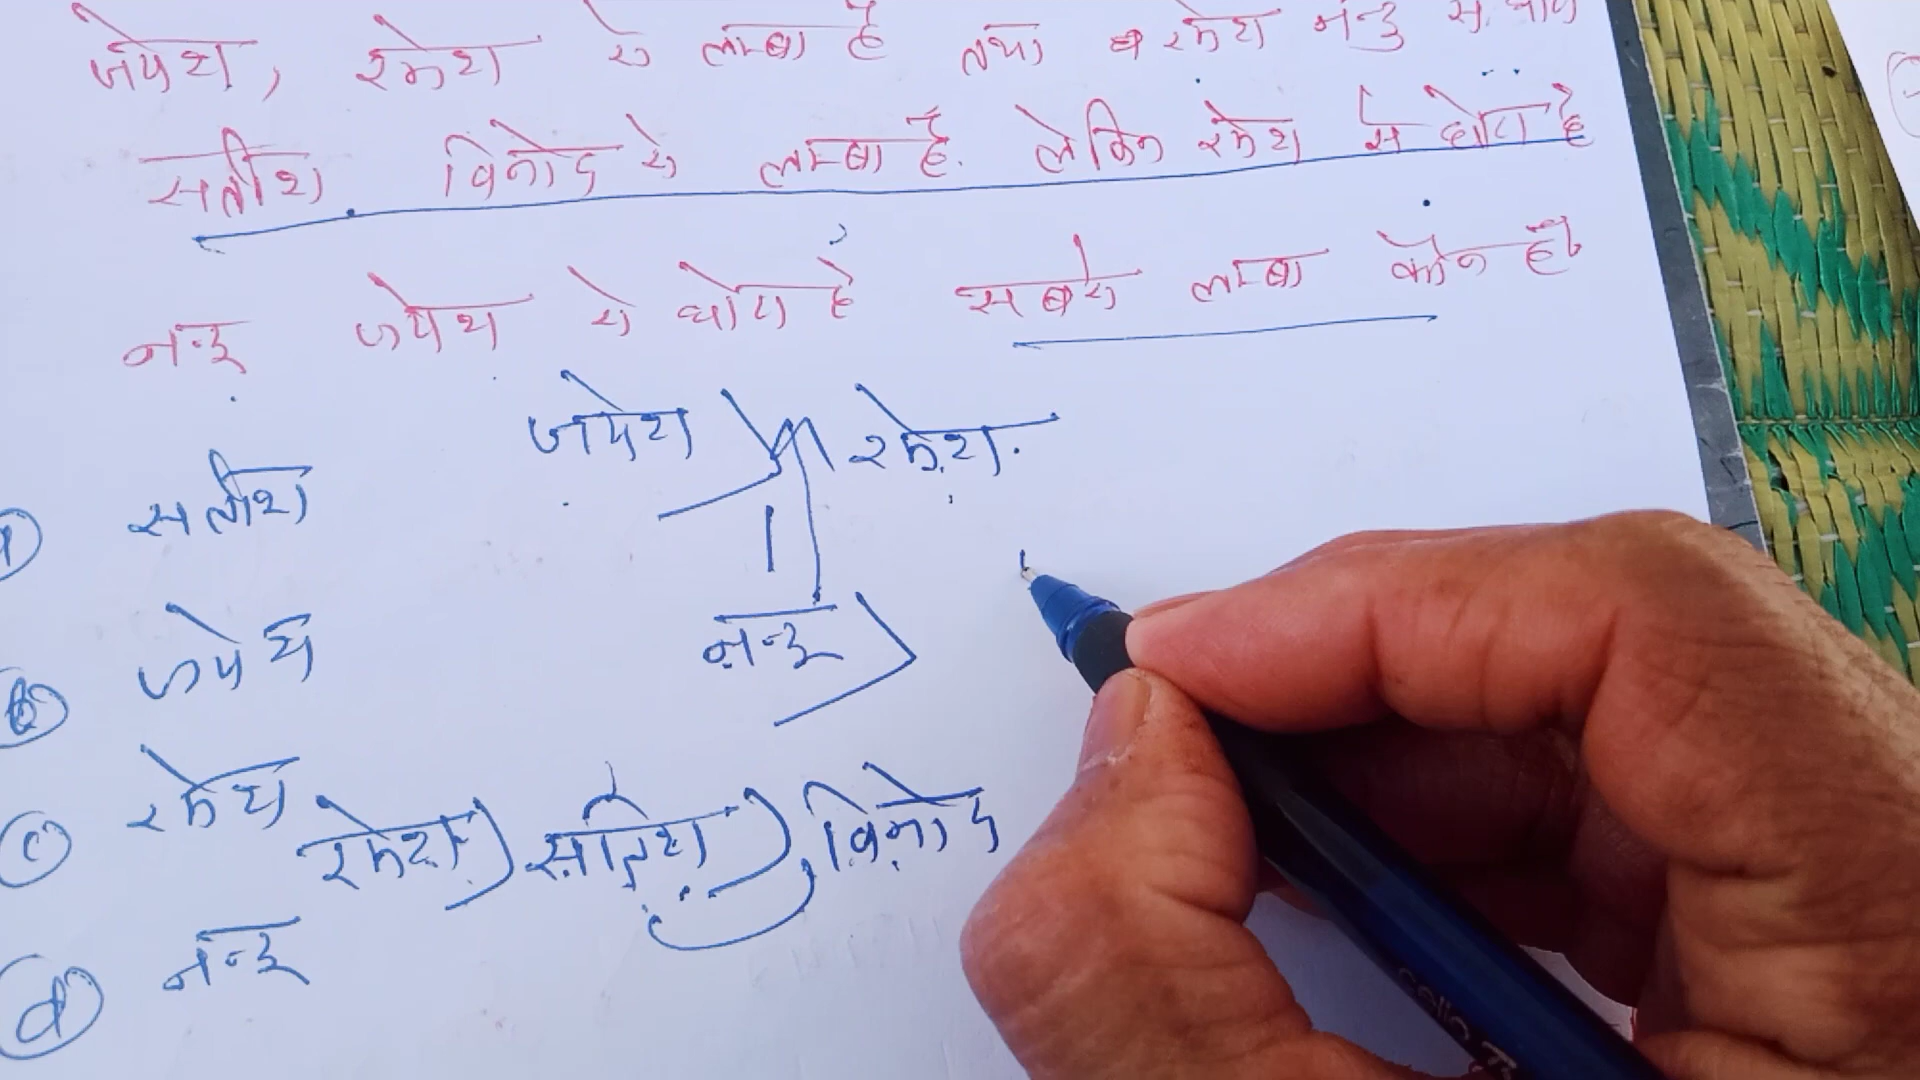 जयेश, रमेश से लम्बा है तथा रमेश नन्दु से
सतीश विनोद से लम्बा है. लेकिन रमेश से छोटा है
नन्दू जयेश से छोटा है सबसे लम्बा कौन है
जयेश रमेश.
सतीश
नन्दू
b जयेश
c रमेश
रमेश सतिश विनोद
d नन्दू
cello